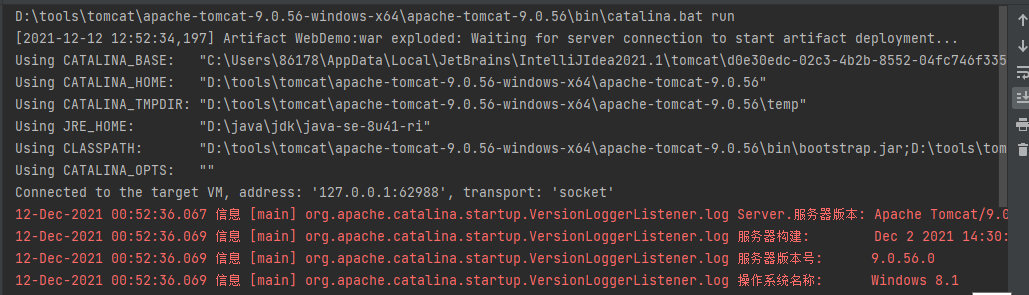 D:\tools\tomcat\apache-tomcat-9.0.56-windows-x64\apache-tomcat-9.0.56\bin\catalina.bat run
[2021-12-12 12:52:34,197] Artifact WebDemo:war exploded: Waiting for server connection to start artifact deployment...
Using CATALINA_BASE:   "C:\Users\86178\AppData\Local\JetBrains\IntelliJIdea2021.1\tomcat\d0e30edc-02c3-4b2b-8552-04fc746f335
Using CATALINA_HOME:   "D:\tools\tomcat\apache-tomcat-9.0.56-windows-x64\apache-tomcat-9.0.56"
Using CATALINA_TMPDIR: "D:\tools\tomcat\apache-tomcat-9.0.56-windows-x64\apache-tomcat-9.0.56\temp"
Using JRE_HOME:        "D:\java\jdk\java-se-8u41-ri"
Using CLASSPATH:       "D:\tools\tomcat\apache-tomcat-9.0.56-windows-x64\apache-tomcat-9.0.56\bin\bootstrap.jar;D:\tools\tom
Using CATALINA_OPTS:   ""
Connected to the target VM, address: '127.0.0.1:62988', transport: 'socket'
12-Dec-2021 00:52:36.067 信息 [main] org.apache.catalina.startup.VersionLoggerListener.log Server.服务器版本: Apache Tomcat/9.0
12-Dec-2021 00:52:36.069 信息 [main] org.apache.catalina.startup.VersionLoggerListener.log 服务器构建:        Dec 2 2021 14:30:
12-Dec-2021 00:52:36.069 信息 [main] org.apache.catalina.startup.VersionLoggerListener.log 服务器版本号:      9.0.56.0
12-Dec-2021 00:52:36.069 信息 [main] org.apache.catalina.startup.VersionLoggerListener.log 操作系统名称:      Windows 8.1